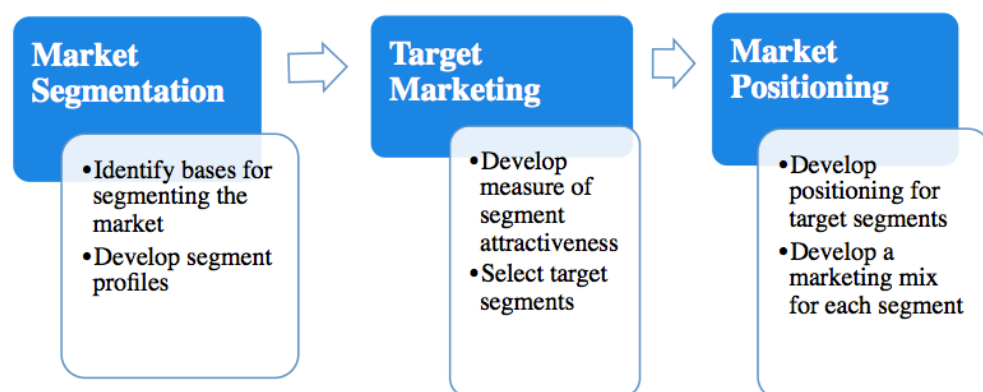 Market
Segmentation
•Identify bases for
segmenting the
market
•Develop segment
profiles
Target
Marketing
•Develop
measure of
segment
attractiveness
•Select target
segments
Market
Positioning
•Develop
positioning for
target segments
•Develop a
marketing mix
for each segment